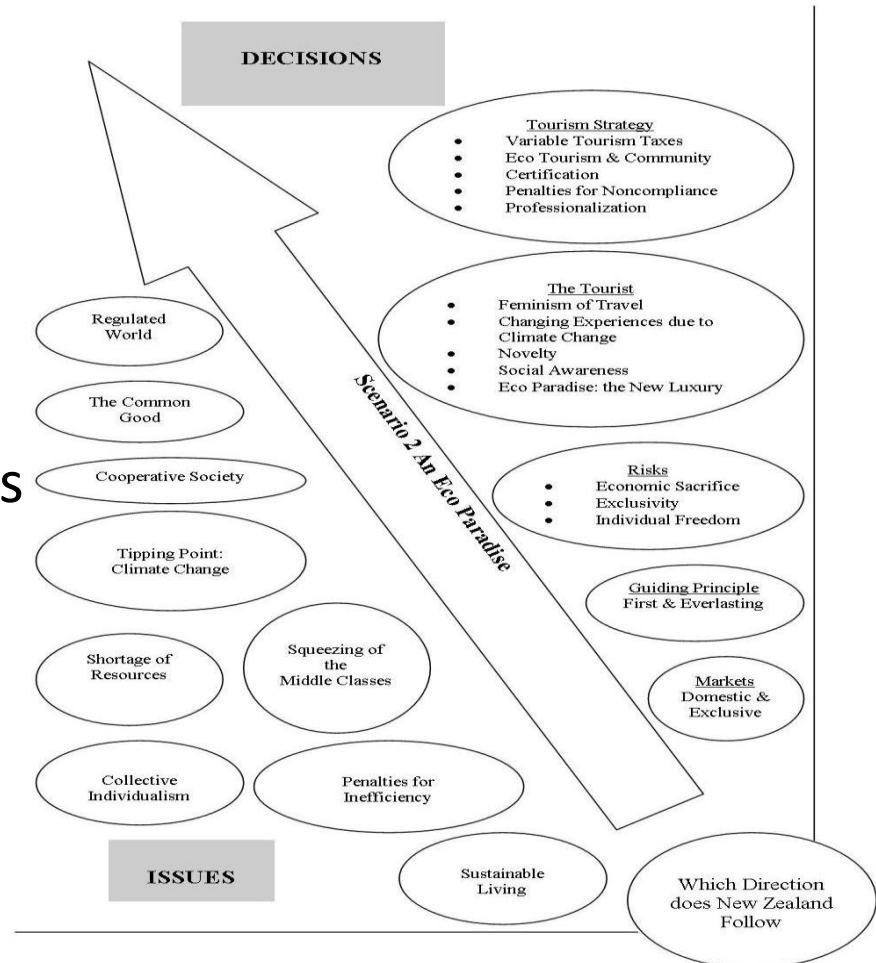 DECISIONS
Tourism Strategy
• Variable Tourism Taxes
• Eco Tourism & Community
• Certification
• Penalties for Noncompliance
• Professionalization
The Tourist
• Feminism of Travel
• Changing Experiences due to
Climate Change
• Novelty
• Social Awareness
• Eco Paradise: the New Luxury
Regulated
World
The Common
Good
s
Cooperative Society
Scenario 2 An Eco Paradise
Risks
• Economic Sacrifice
• Exclusivity
• Individual Freedom
Tipping Point:
Climate Change
Guiding Principle
First & Everlasting
Shortage of
Resources
Squeezing of
the
Middle Classes
Markets
Domestic &
Exclusive
Collective
Individualism
Penalties for
Inefficiency
ISSUES
Sustainable
Living
Which Direction
does New Zealand
Follow